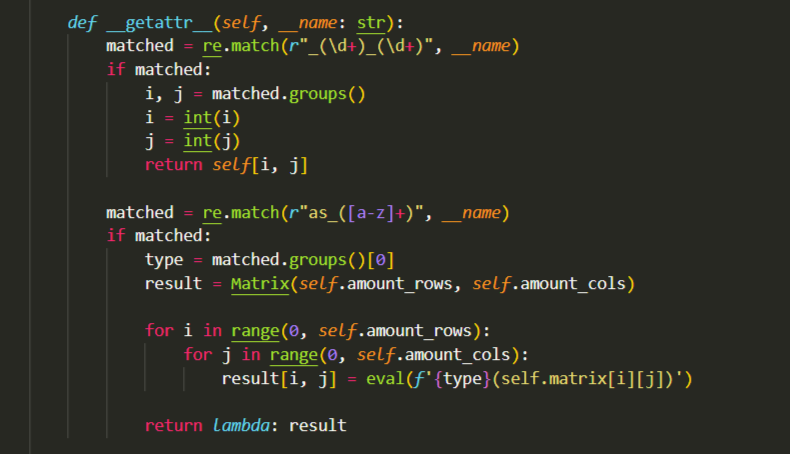 def __getattr__(self, __name: str):
    matched = re.match(r"_(\d+)_(\d+)", __name)
    if matched:
        i, j = matched.groups()
        i = int(i)
        j = int(j)
        return self[i, j]

    matched = re.match(r"as_([a-z]+)", __name)
    if matched:
        type = matched.groups()[0]
        result = Matrix(self.amount_rows, self.amount_cols)

        for i in range(0, self.amount_rows):
            for j in range(0, self.amount_cols):
                result[i, j] = eval(f'{type}(self.matrix[i][j])')

        return lambda: result